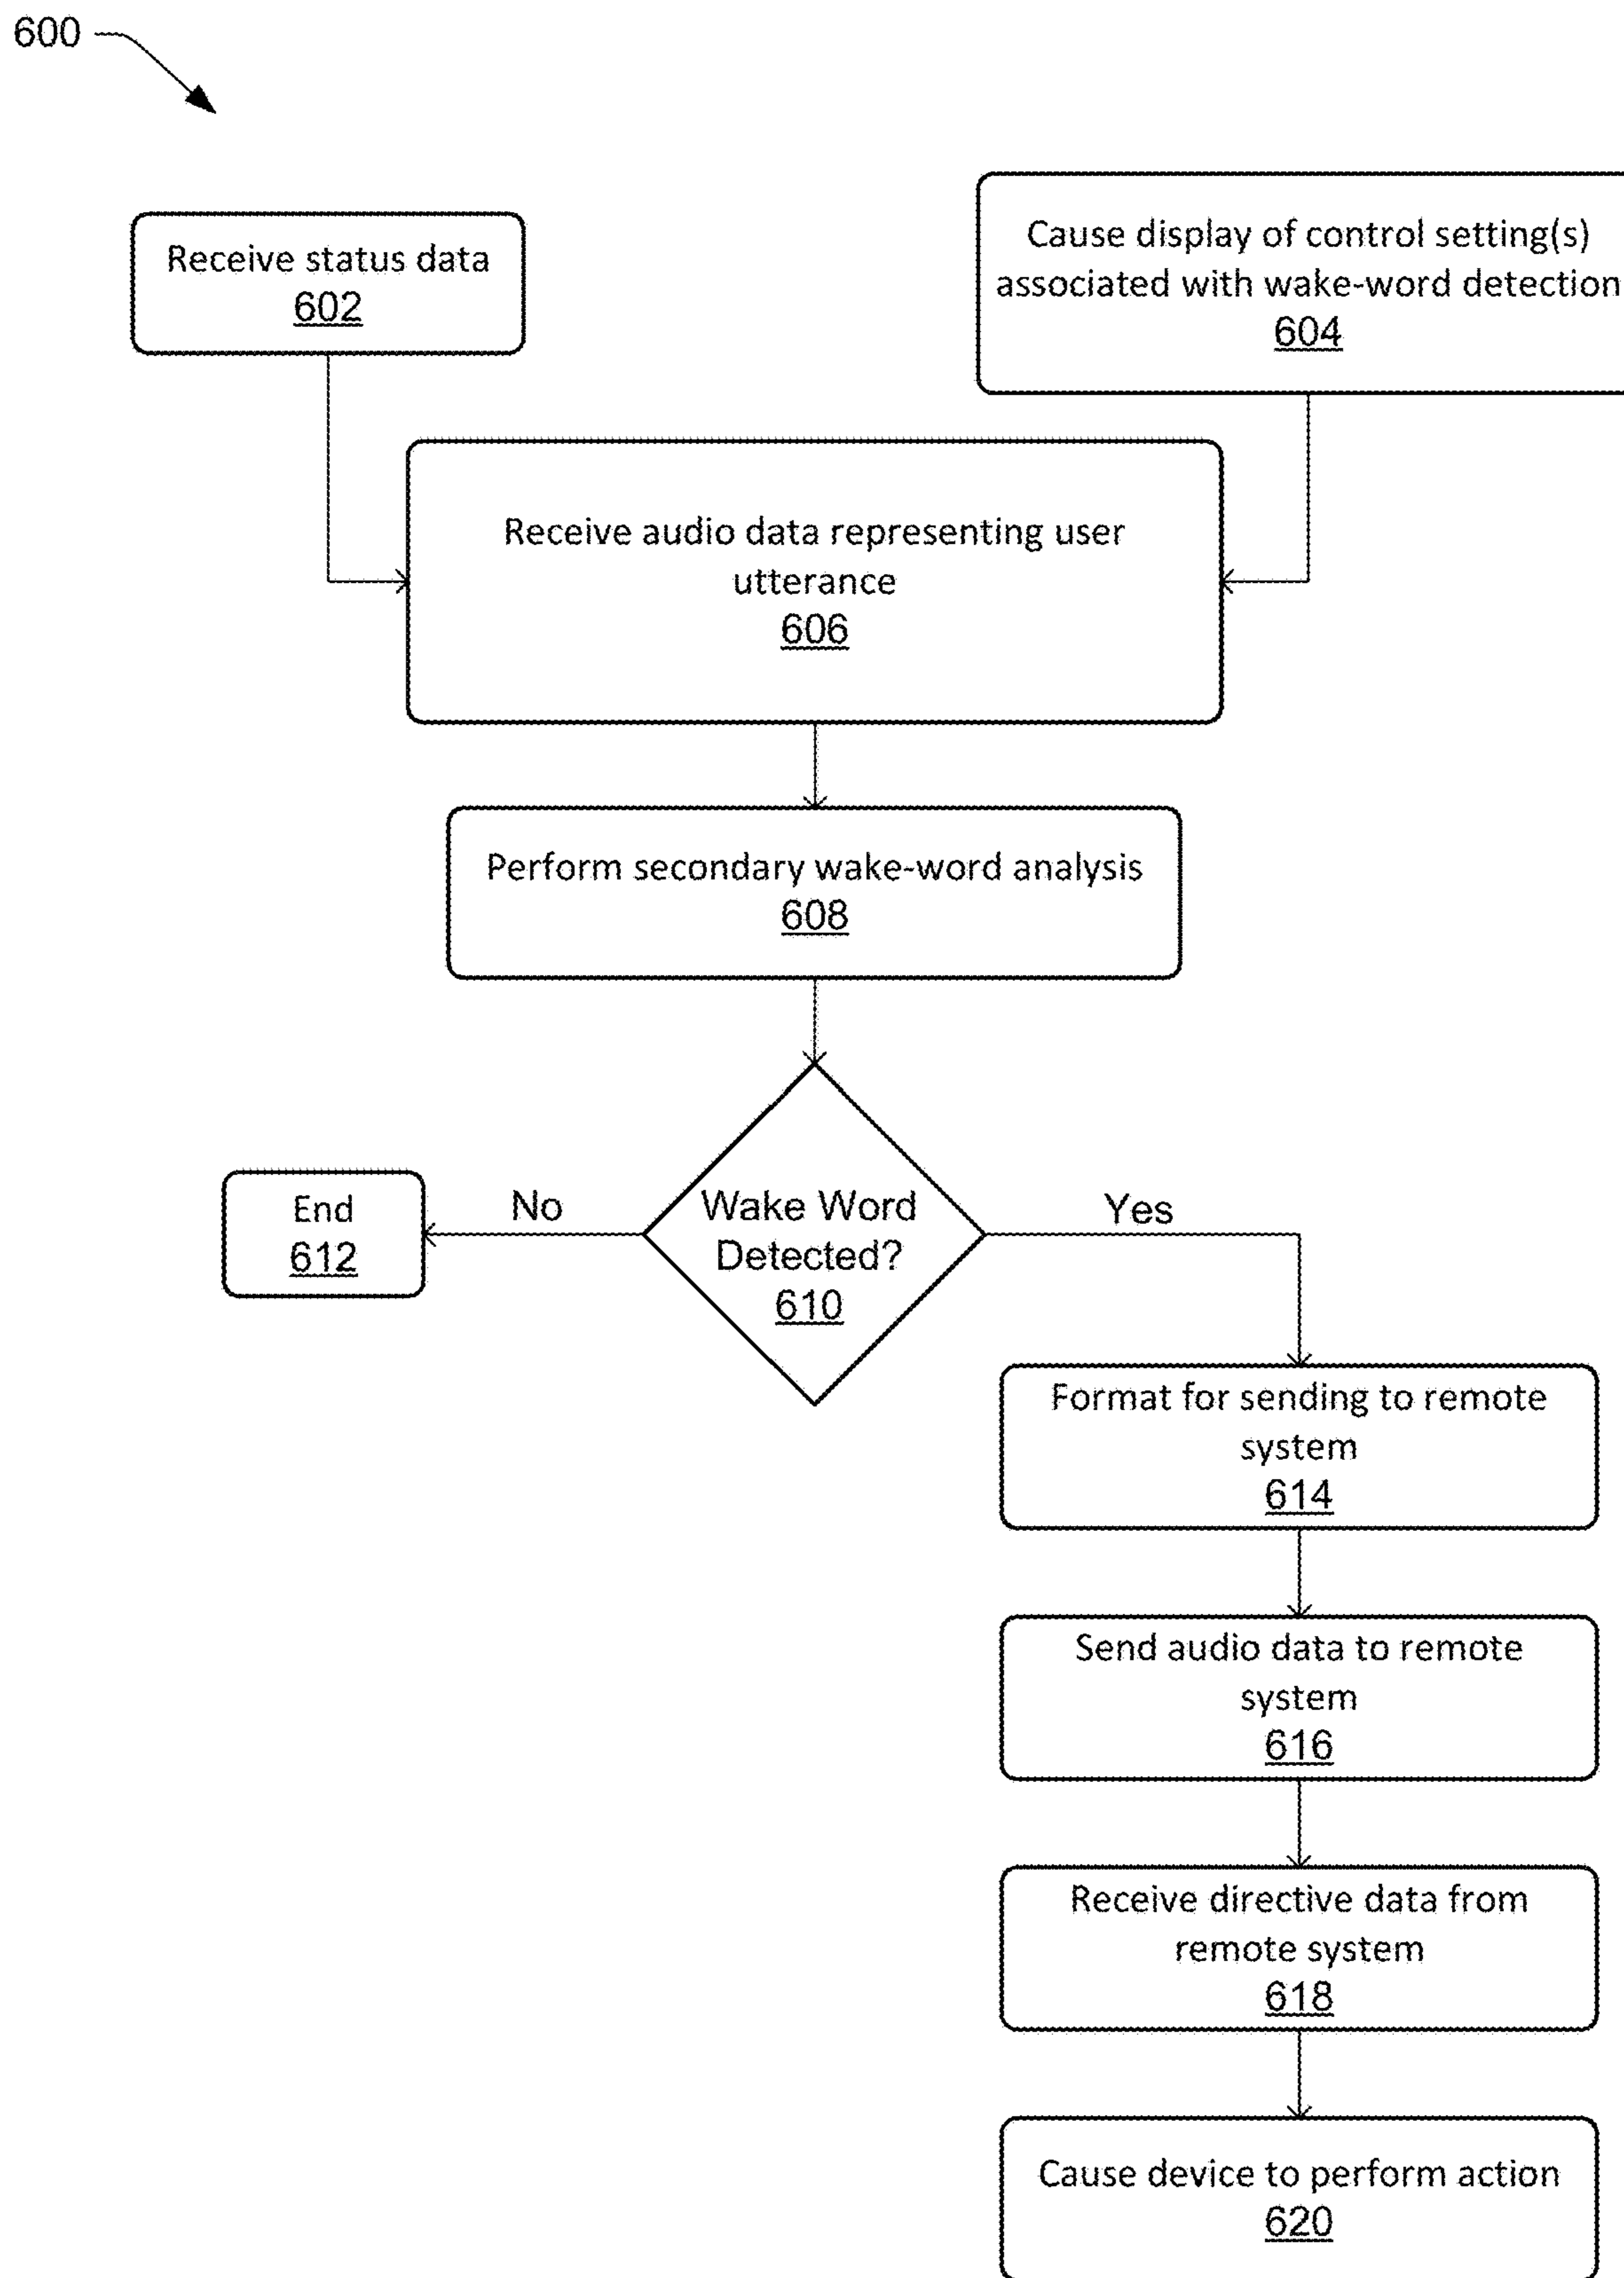 600
Receive status data
602
Cause display of control setting(s)
associated with wake-word detection
604
Receive audio data representing user
utterance
606
Perform secondary wake-word analysis
608
Wake Word
Detected?
610
No
End
612
Yes
Format for sending to remote
system
614
Send audio data to remote
system
616
Receive directive data from
remote system
618
Cause device to perform action
620